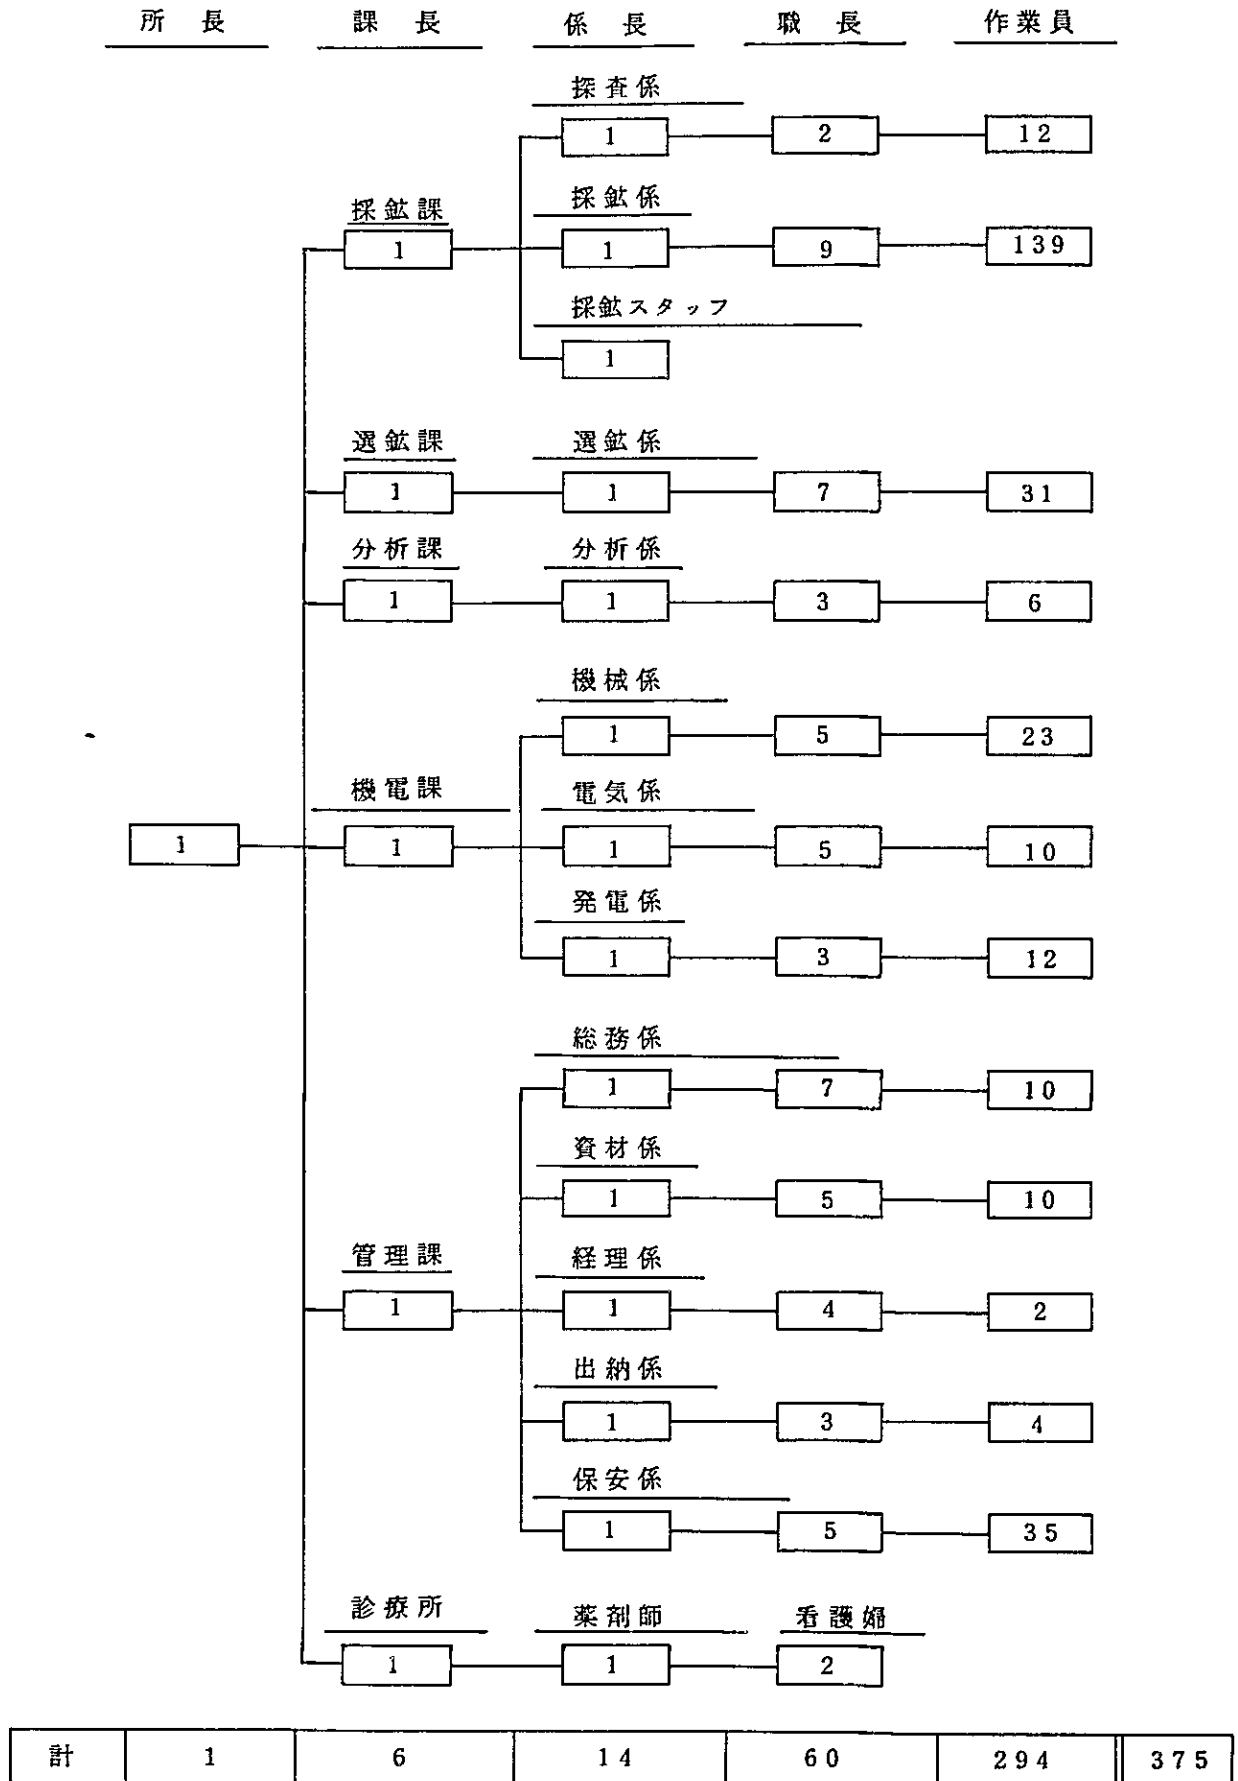 所長 課長 係長 職長 作業員
探査係
1 2 12
採鉱課 採鉱係
1 1 9 139
採鉱スタッフ
1
選鉱課 選鉱係
1 1 7 31
分析課 分析係
1 1 3 6
機械係
1 5 23
機電課 電気係
1 1 1 5 10
発電係
1 3 12
総務係
1 7 10
資材係
1 5 10
管理課 経理係
1 1 4 2
出納係
1 3 4
保安係
1 5 35
診療所 薬剤師 看護婦
1 1 2
計 1 6 14 60 294 375